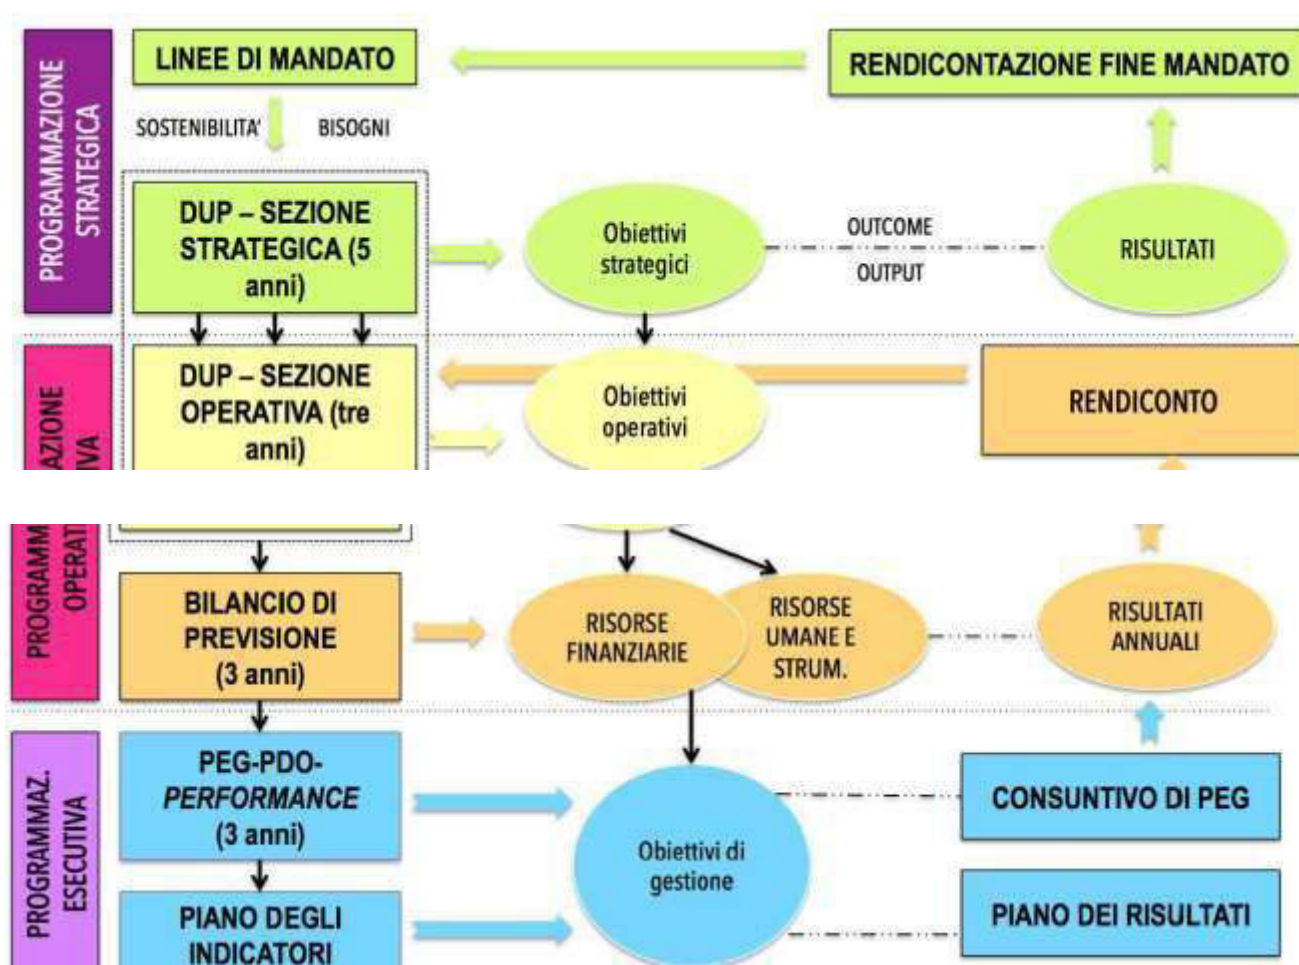 PROGRAMMAZIONE
STRATEGICA
LINEE DI MANDATO
RENDICONTAZIONE FINE MANDATO
SOSTENIBILITA' BISOGNI
DUP – SEZIONE
STRATEGICA (5
anni)
Obiettivi
strategici
OUTCOME
OUTPUT
RISULTATI
DUP – SEZIONE
OPERATIVA (tre
anni)
Obiettivi
operativi
RENDICONTO
AZIONE
IVA
PROGRAMM
OPERATI
BILANCIO DI
PREVISIONE
(3 anni)
RISORSE
FINANZIARIE
RISORSE
UMANE E
STRUM.
RISULTATI
ANNUALI
PROGRAMMAZ.
ESECUTIVA
PEG-PDO-
PERFORMANCE
(3 anni)
Obiettivi di
gestione
CONSUNTIVO DI PEG
PIANO DEGLI
INDICATORI
PIANO DEI RISULTATI